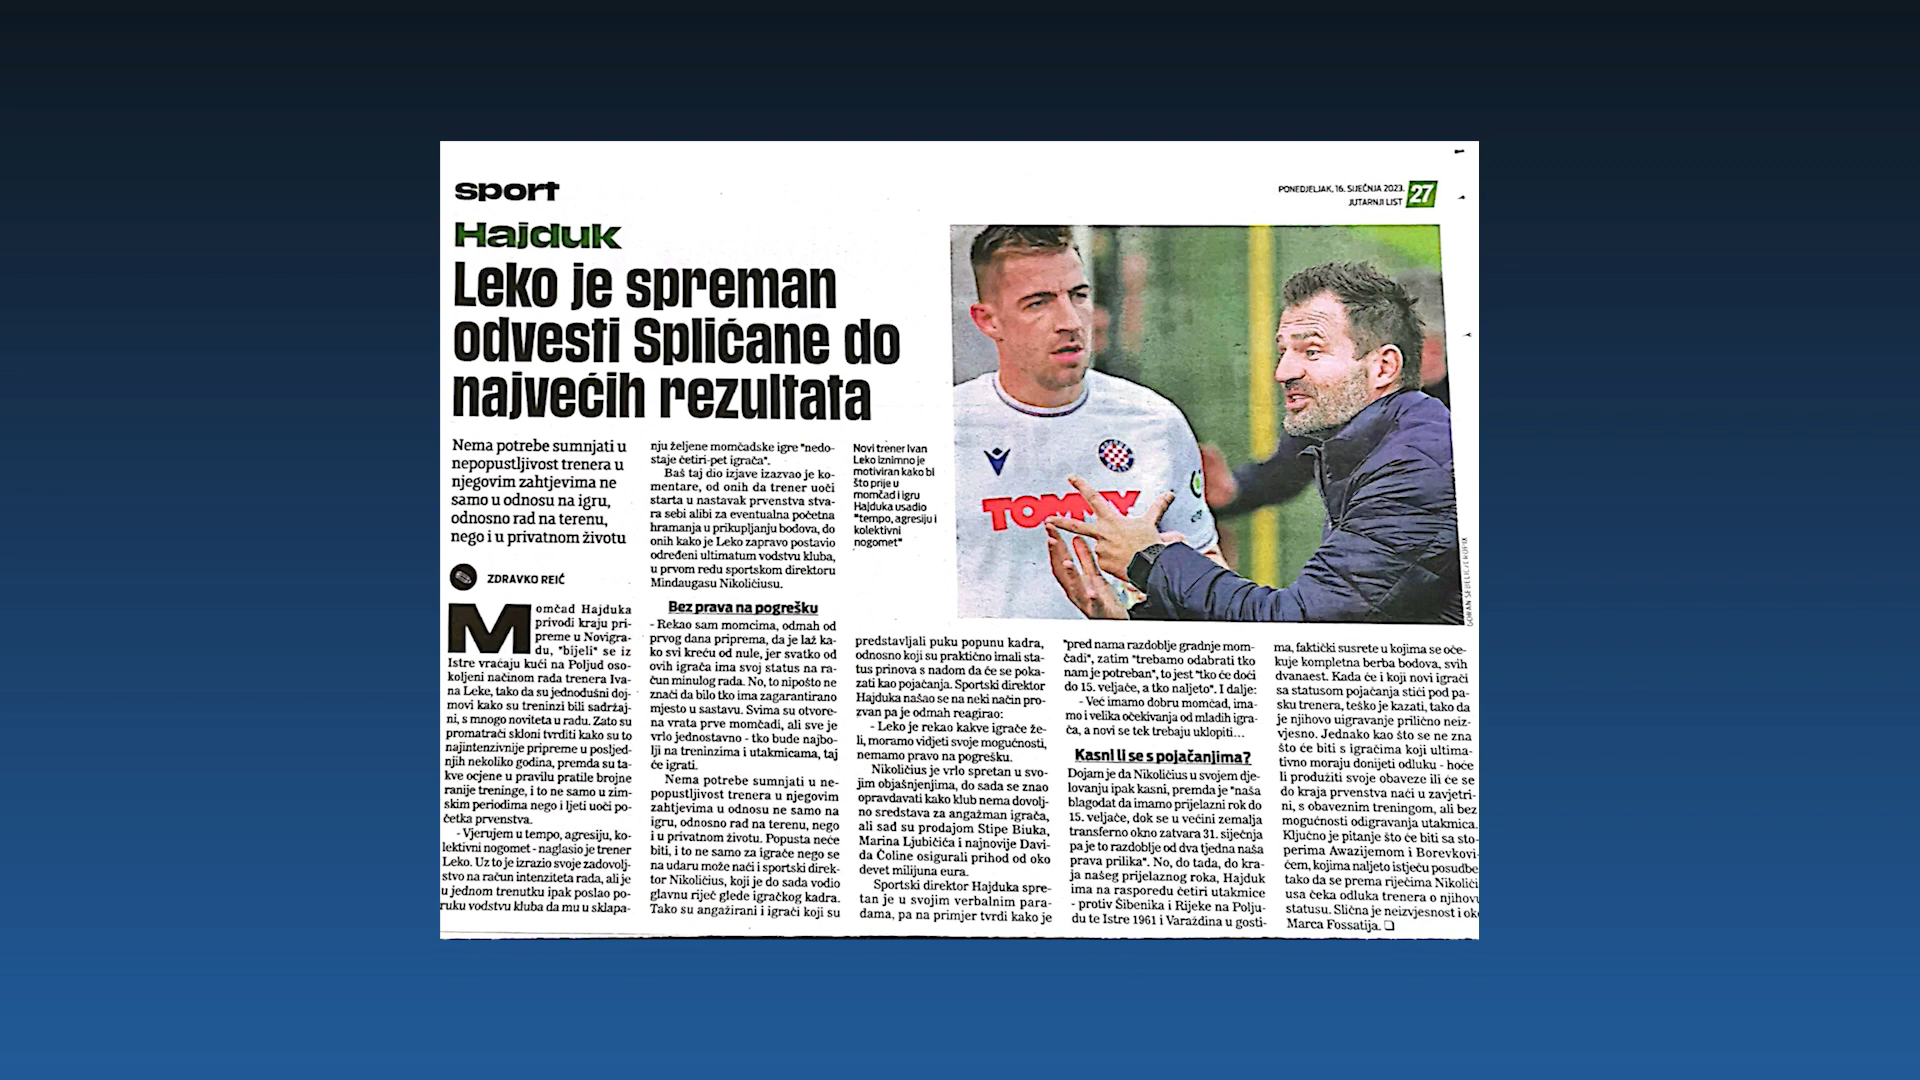 sport
PONEDJELJAK, 16. SIJEČNJA 2023.
JUTARNJI LIST
27
Hajduk
Leko je spreman
odvesti Splićane do
najvećih rezultata
Nema potrebe sumnjati u
nepopustljivost trenera u
njegovim zahtjevima ne
samo u odnosu na igru,
odnosno rad na terenu,
nego i u privatnom životu
ZDRAVKO REIĆ
Momčad Hajduka
privodi kraju pri-
preme u Novigra-
du, "bijeli" se iz
Istre vraćaju kući na Poljud oso-
koljeni načinom rada trenera Iva-
na Leke, tako da su jednodušni doj-
movi kako su treninzi bili sadržaj-
ni, s mnogo noviteta u radu. Zato su
promatrači skloni tvrditi kako su to
najintenzivnije pripreme u posljed-
njih nekoliko godina, premda su ta-
kve ocjene u pravilu pratile brojne
ranije treninge, i to ne samo u zim-
skim periodima nego i ljeti uoči po-
četka prvenstva.
- Vjerujem u tempo, agresiju, ko-
lektivni nogomet - naglasio je trener
Leko. Uz to je izrazio svoje zadovolj-
stvo na račun intenziteta rada, ali je
u jednom trenutku ipak poslao po-
ruku vodstvu kluba da mu u sklapa-
nju željene momčadske igre "nedo-
staje četiri-pet igrača".
Baš taj dio izjave izazvao je ko-
mentare, od onih da trener uoči
starta u nastavak prvenstva stva-
ra sebi alibi za eventualna početna
hramanja u prikupljanju bodova, do
onih kako je Leko zapravo postavio
određeni ultimatum vodstvu kluba,
u prvom redu sportskom direktoru
Mindaugasu Nikoličiusu.
Bez prava na pogrešku
- Rekao sam momcima, odmah od
prvog dana priprema, da je laž ka-
ko svi kreću od nule, jer svatko od
ovih igrača ima svoj status na ra-
čun minulog rada. No, to nipošto ne
znači da bilo tko ima zagarantirano
mjesto u sastavu. Svima su otvore-
na vrata prve momčadi, ali sve je
vrlo jednostavno - tko bude najbo-
lji na treninzima i utakmicama, taj
će igrati.
Nema potrebe sumnjati u ne-
popustljivost trenera u njegovim
zahtjevima u odnosu ne samo na
igru, odnosno rad na terenu, nego
i u privatnom životu. Popusta neće
biti, i to ne samo za igrače nego se
na udaru može naći i sportski direk-
tor Nikoličius, koji je do sada vodio
glavnu riječ glede igračkog kadra.
Tako su angažirani i igrači koji su
Novi trener Ivan
Leko iznimno je
motiviran kako bi
što prije u
momčad i igru
Hajduka usadio
"tempo, agresiju i
kolektivni
nogomet"
TOMMY
predstavljali puku popunu kadra,
odnosno koji su praktično imali sta-
tus prinova s nadom da će se poka-
zati kao pojačanja. Sportski direktor
Hajduka našao se na neki način pro-
zvan pa je odmah reagirao:
- Leko je rekao kakve igrače že-
li, moramo vidjeti svoje mogućnosti,
nemamo pravo na pogrešku.
Nikoličius je vrlo spretan u svo-
jim objašnjenjima, do sada se znao
opravdavati kako klub nema dovolj-
no sredstava za angažman igrača,
ali sad su prodajom Stipe Biuka,
Marina Ljubičića i najnovije Davi-
da Čoline osigurali prihod od oko
devet milijuna eura.
Sportski direktor Hajduka spre-
tan je u svojim verbalnim para-
dama, pa na primjer tvrdi kako je
"pred nama razdoblje gradnje mom-
čadi", zatim "trebamo odabrati tko
nam je potreban", to jest "tko će doći
do 15. veljače, a tko naljeto". I dalje:
- Već imamo dobru momčad, ima-
mo i velika očekivanja od mladih igra-
ča, a novi se tek trebaju uklopiti...
Kasni li se s pojačanjima?
Dojam je da Nikoličius u svojem dje-
lovanju ipak kasni, premda je "naša
blagodat da imamo prijelazni rok do
15. veljače, dok se u većini zemalja
transferno okno zatvara 31. siječnja
pa je to razdoblje od dva tjedna naša
prava prilika". No, do tada, do kra-
ja našeg prijelaznog roka, Hajduk
ima na rasporedu četiri utakmice
- protiv Šibenika i Rijeke na Polju-
du te Istre 1961 i Varaždina u gosti-
ma, faktički susrete u kojima se oče-
kuje kompletna berba bodova, svih
dvanaest. Kada će i koji novi igrači
sa statusom pojačanja stići pod pa-
sku trenera, teško je kazati, tako da
je njihovo uigravanje prilično neiz-
vjesno. Jednako kao što se ne zna
što će biti s igračima koji ultima-
tivno moraju donijeti odluku - hoće
li produžiti svoje obaveze ili će se
do kraja prvenstva naći u zavjetri-
ni, s obaveznim treningom, ali bez
mogućnosti odigravanja utakmica.
Ključno je pitanje što će biti sa sto-
perima Awazijemom i Borevkovi-
ćem, kojima naljeto istječu posudbe
tako da se prema riječima Nikoliči
usa čeka odluka trenera o njihovu
statusu. Slična je neizvjesnost i oko
Marca Fossatija.